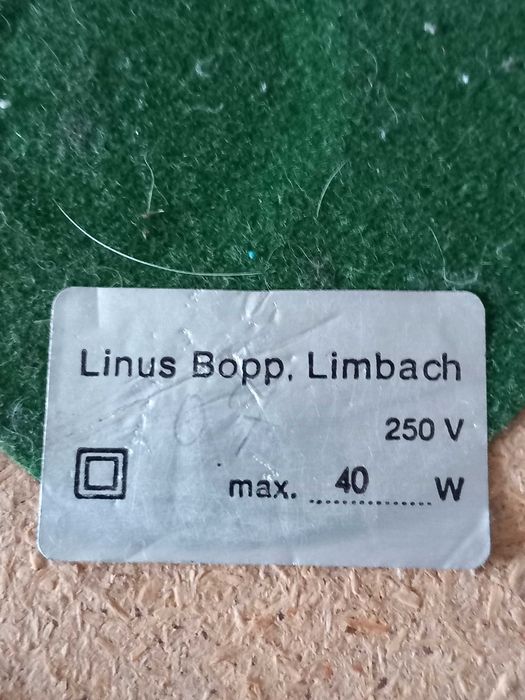 Linus Bopp, Limbach
250 V
max. 40 W